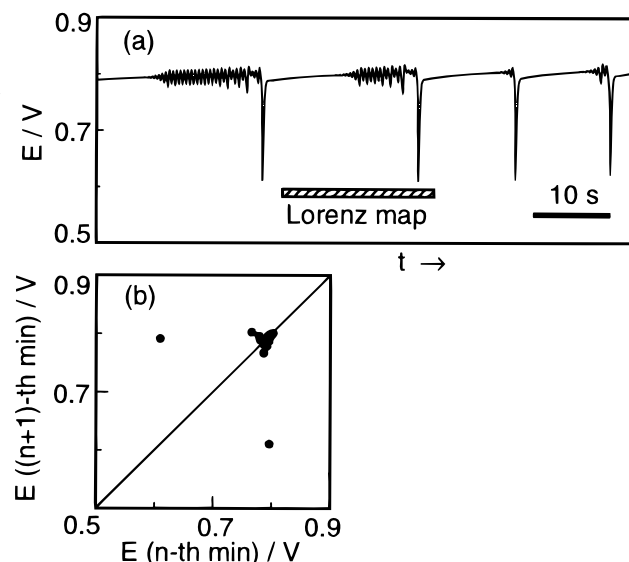 0.9
(a)
E / V
0.7
10 s
Lorenz map
0.5
t →
0.9
(b)
E ((n+1)-th min) / V
0.7
0.5 0.7 0.9
E (n-th min) / V